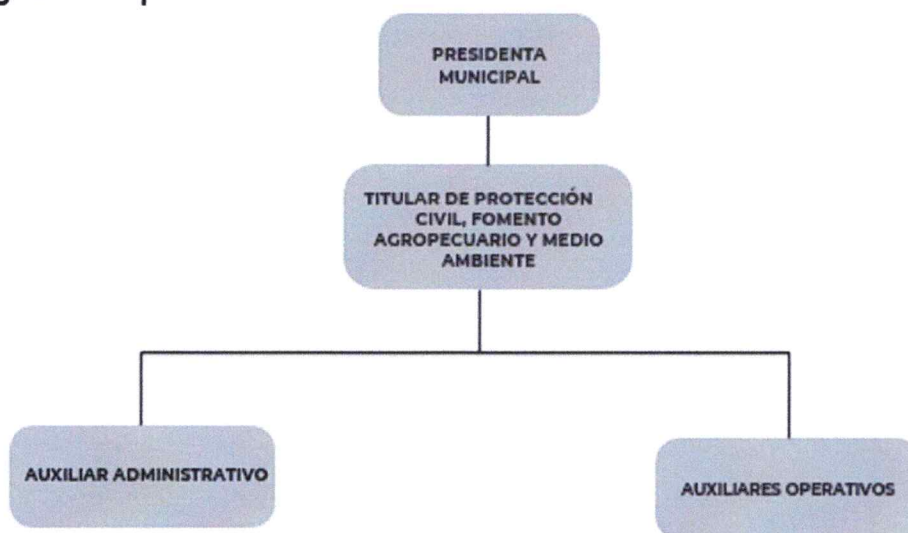 PRESIDENTA
MUNICIPAL
TITULAR DE PROTECCIÓN
CIVIL, FOMENTO
AGROPECUARIO Y MEDIO
AMBIENTE
AUXILIAR ADMINISTRATIVO
AUXILIARES OPERATIVOS